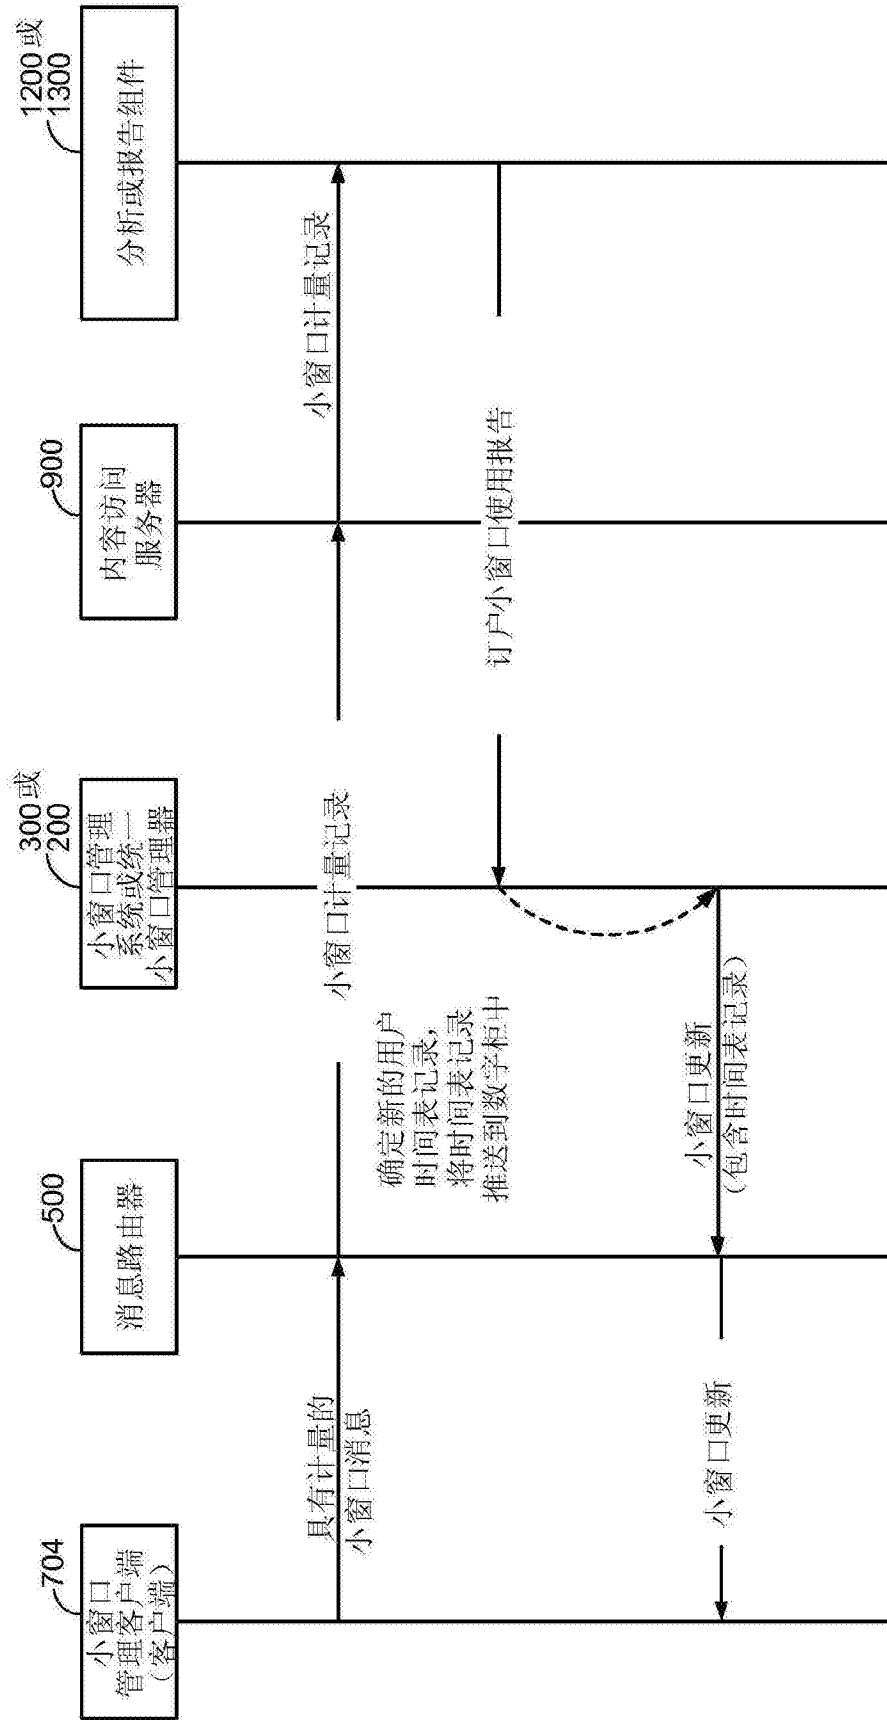 704
小窗口
管理客户端
（客户端）
500
消息路由器
300或
200
小窗口管理
系统或统一
小窗口管理器
900
内容访问
服务器
1200或
1300
分析或报告组件
具有计量的
小窗口消息
小窗口计量记录
小窗口计量记录
订户小窗口使用报告
确定新的用户
时间表记录，
将时间表记录
推送到数字柜中
小窗口更新
（包含时间表记录）
小窗口更新